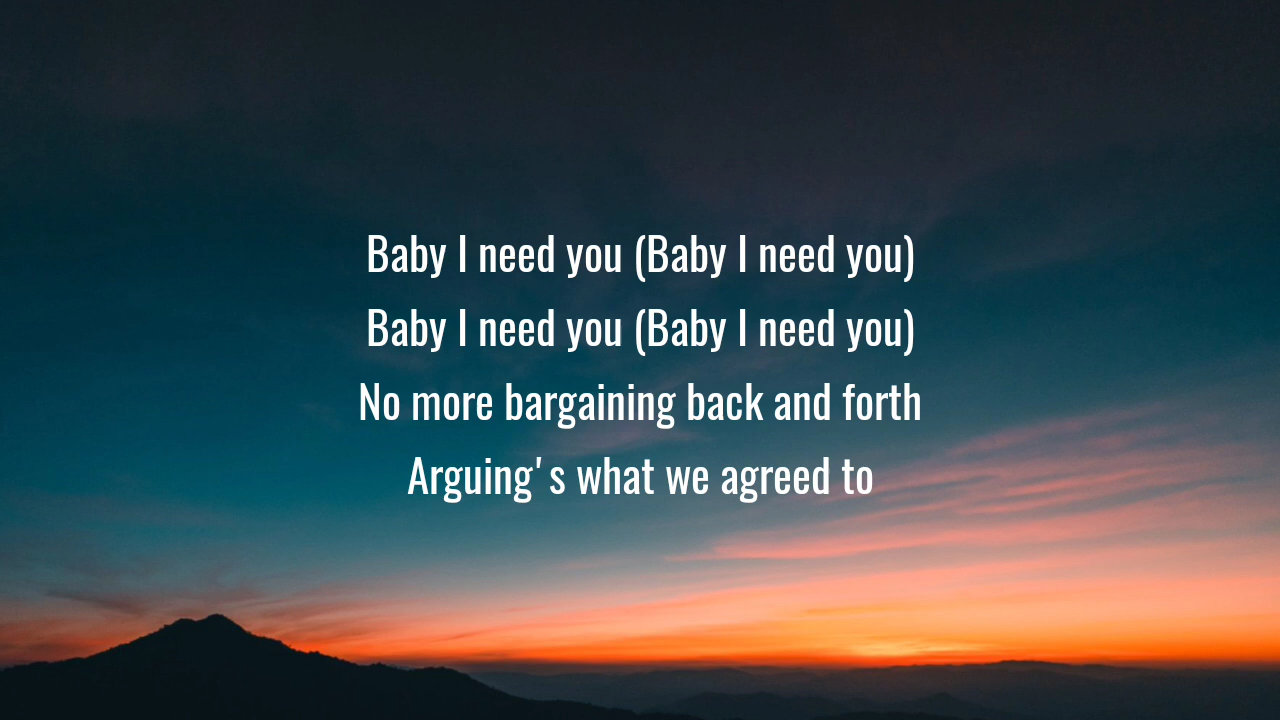 Baby I need you (Baby I need you)
Baby I need you (Baby I need you)
No more bargaining back and forth
Arguing's what we agreed to